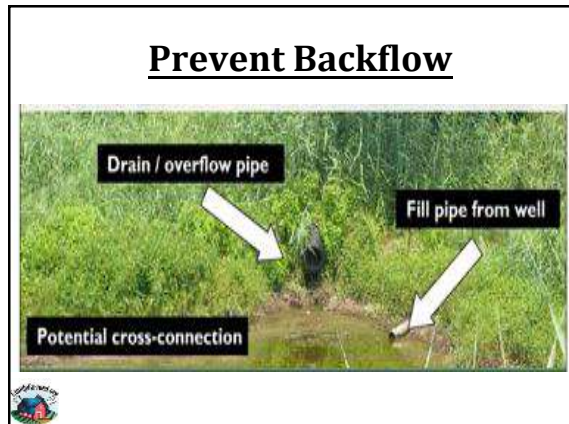 Prevent Backflow
Drain / overflow pipe
Fill pipe from well
Potential cross-connection